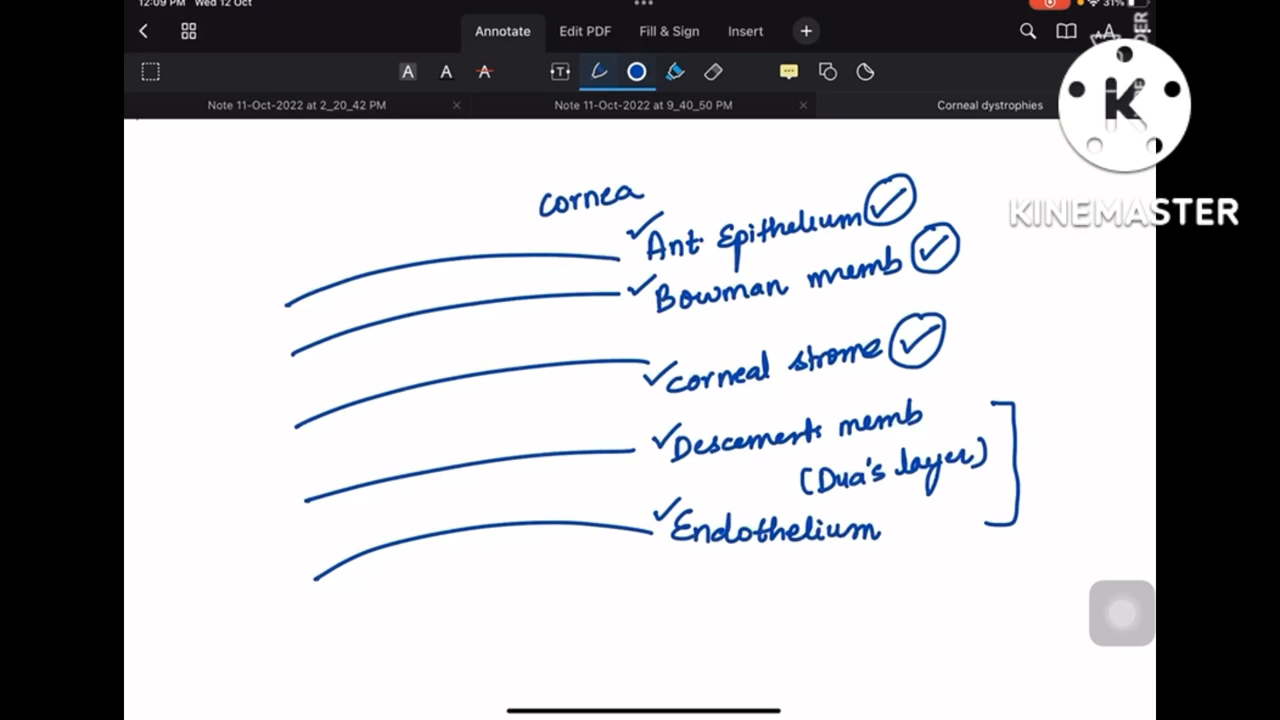 12:09 PM Wed 12 Oct
31%
Annotate Edit PDF Fill & Sign Insert +
A A A T
Note 11-Oct-2022 at 2_20_42 PM × Note 11-Oct-2022 at 9_40_50 PM × Corneal dystrophies
K
KINEMASTER
Cornea
Ant. Epithelium
Bowman memb
Corneal stroma
Descements memb
(Dua's layer)
Endothelium